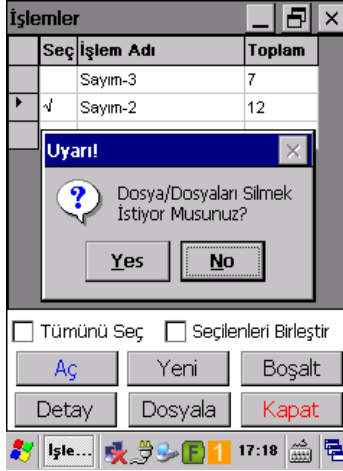 İşlemler
Seç İşlem Adı Toplam
Sayım-3 7
√ Sayım-2 12
Uyarı!
Dosya/Dosyaları Silmek
İstiyor Musunuz?
Yes No
Tümünü Seç Seçilenleri Birleştir
Aç Yeni Boşalt
Detay Dosyala Kapat
İşle... F 1 17:18